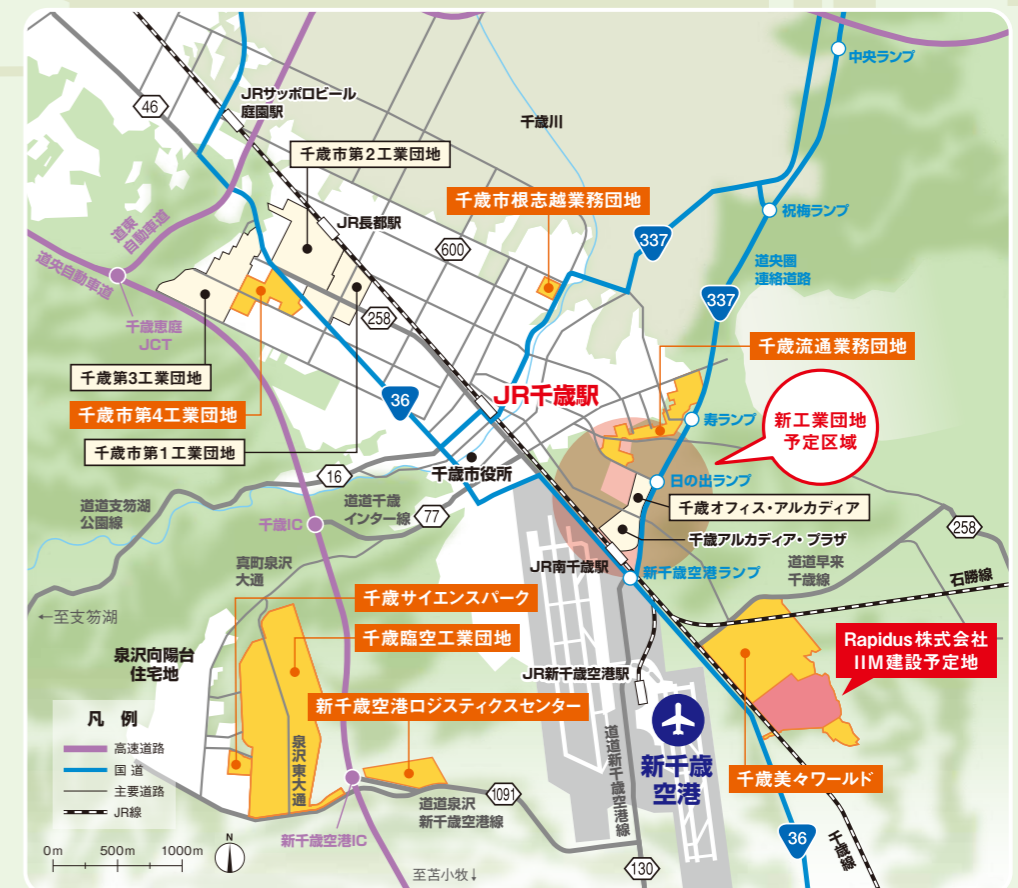 中央ランプ
JRサッポロビール
庭園駅
46
千歳川
千歳市第2工業団地
千歳市根志越業務団地
祝梅ランプ
JR長都駅
道東
自動車道
600
337
道央圏
連絡道路
道央自動車道
337
258
千歳恵庭
JCT
千歳流通業務団地
千歳第3工業団地
36
JR千歳駅
新工業団地
予定区域
千歳市第4工業団地
寿ランプ
千歳市第1工業団地
千歳市役所
16
日の出ランプ
道道支笏湖
公園線
道道千歳
インター線
77
千歳オフィス・アルカディア
千歳IC
258
千歳アルカディア・プラザ
真町泉沢
大通
JR南千歳駅
新千歳空港ランプ
道道早来
千歳線
石勝線
千歳サイエンスパーク
←至支笏湖
千歳臨空工業団地
Rapidus株式会社
IIM建設予定地
泉沢向陽台
住宅地
JR新千歳空港駅
新千歳空港ロジスティクスセンター
凡 例
高速道路
国道
主要道路
JR線
泉沢東大通
道道新千歳空港線
新千歳
空港
千歳美々ワールド
1091
道道泉沢
新千歳空港線
新千歳空港IC
36
千歳線
N
0m 500m 1000m
至苫小牧↓
130